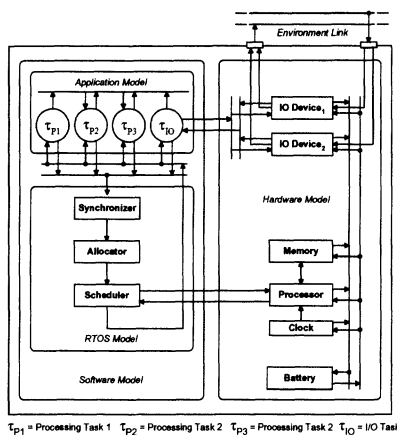 Environment Link
Application Model
τP1 τP2 τP3 τIO
IO Device1
IO Device2
Hardware Model
Synchronizer
Allocator
Scheduler
RTOS Model
Memory
Processor
Clock
Battery
Software Model
τP1 = Processing Task 1 τP2 = Processing Task 2 τP3 = Processing Task 2 τIO = I/O Tas